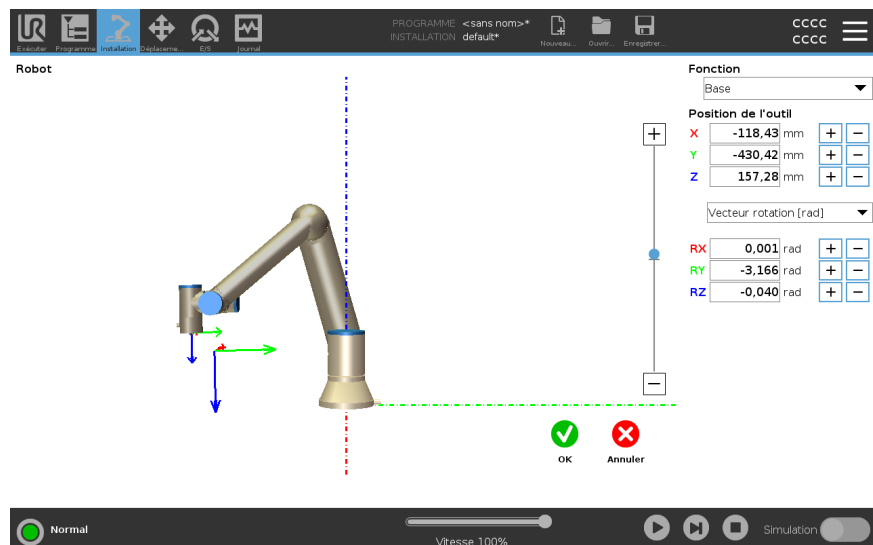 PROGRAMME <sans nom>*
INSTALLATION default*
CCCC
CCCC
Exécuter Programme Installation Déplaceme... E/S Journal
Nouveau... Ouvrir... Enregistrer...
Robot
Fonction
Base
Position de l'outil
X -118,43 mm + −
Y -430,42 mm + −
Z 157,28 mm + −
Vecteur rotation [rad]
RX 0,001 rad + −
RY -3,166 rad + −
RZ -0,040 rad + −
OK Annuler
Normal
Vitesse 100%
Simulation